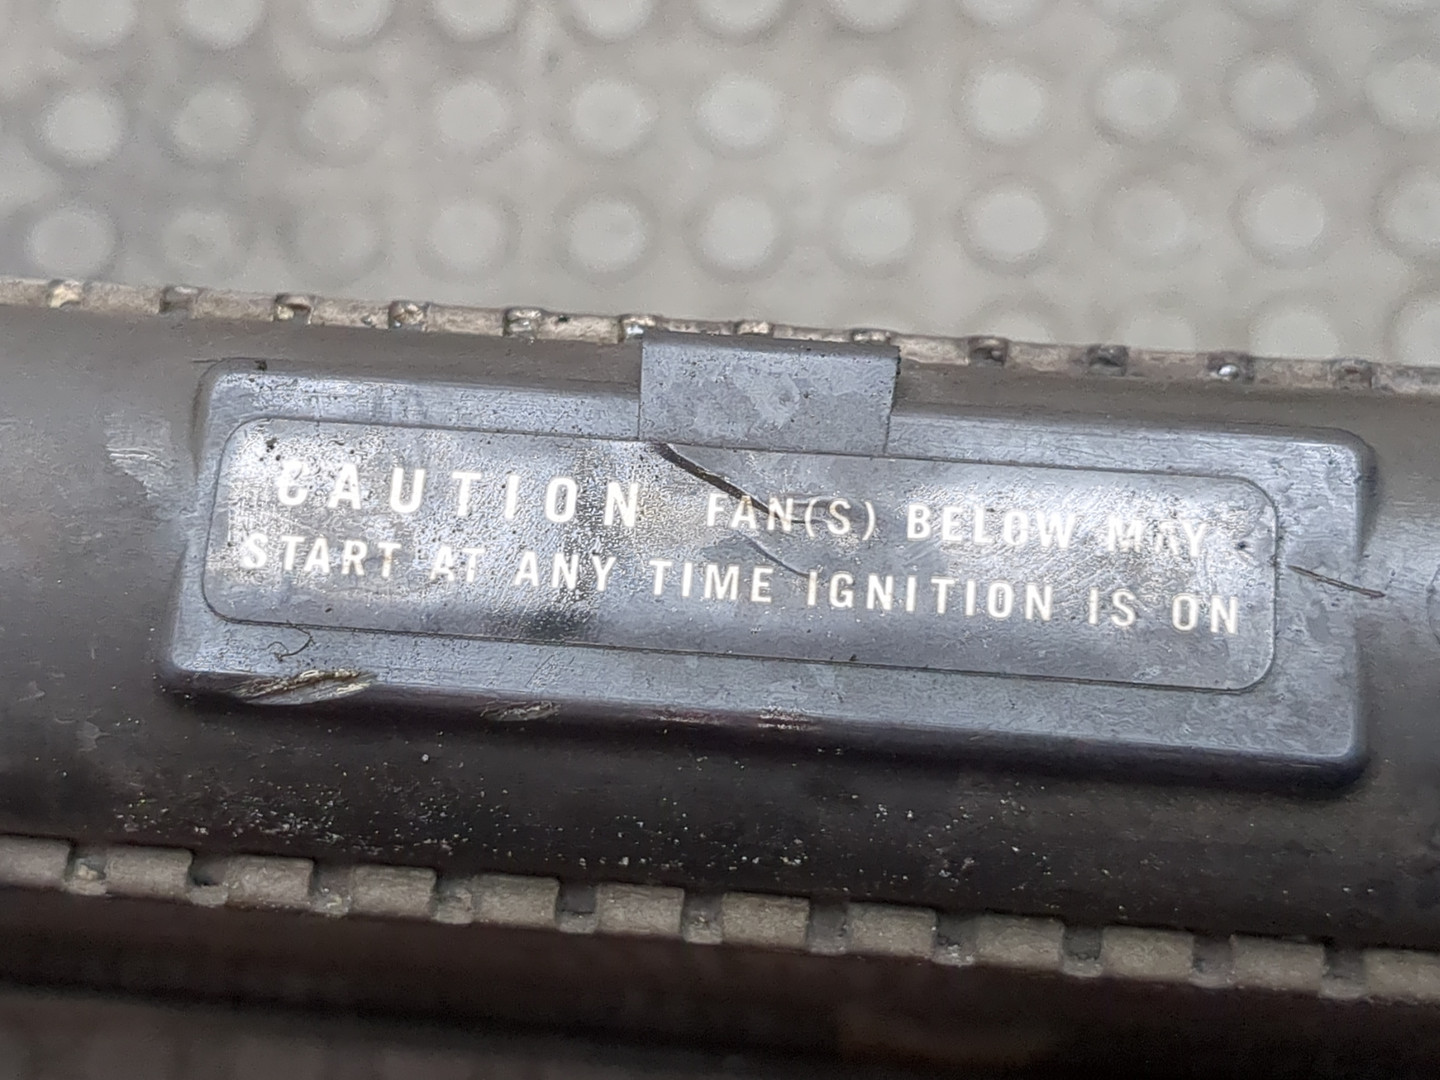 CAUTION FAN(S) BELOW MAY
START AT ANY TIME IGNITION IS ON